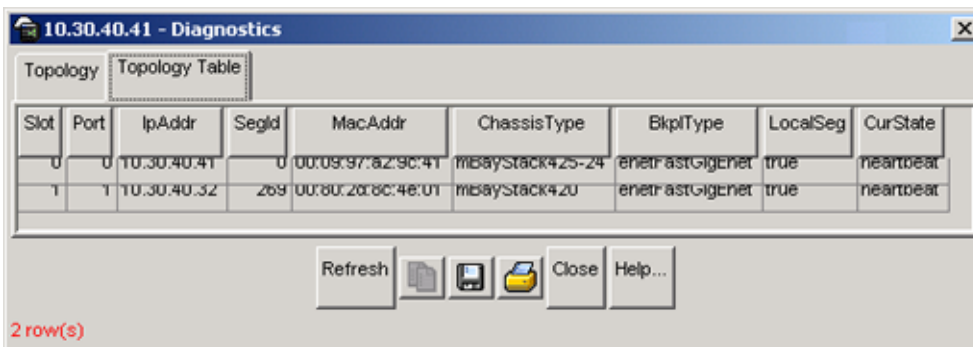 10.30.40.41 - Diagnostics
Topology Topology Table
Slot Port IpAddr SegId MacAddr ChassisType BkplType LocalSeg CurState
0 0 10.30.40.41 0 00:09:97:a2:9c:41 mBayStack425-24 enetFastGigEnet true heartbeat
1 1 10.30.40.32 269 00:80:2d:8c:4e:01 mBayStack420 enetFastGigEnet true heartbeat
Refresh Close Help...
2 row(s)